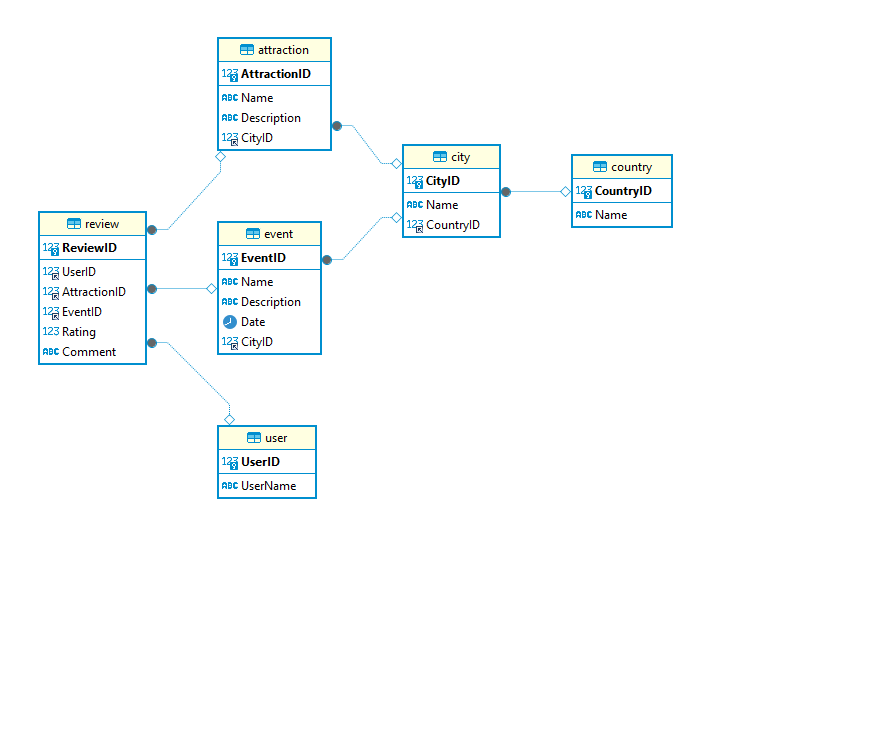 attraction
123 AttractionID
ABC Name
ABC Description
123 CityID
city
123 CityID
ABC Name
123 CountryID
country
123 CountryID
ABC Name
review
123 ReviewID
123 UserID
123 AttractionID
123 EventID
123 Rating
ABC Comment
event
123 EventID
ABC Name
ABC Description
Date
123 CityID
user
123 UserID
ABC UserName